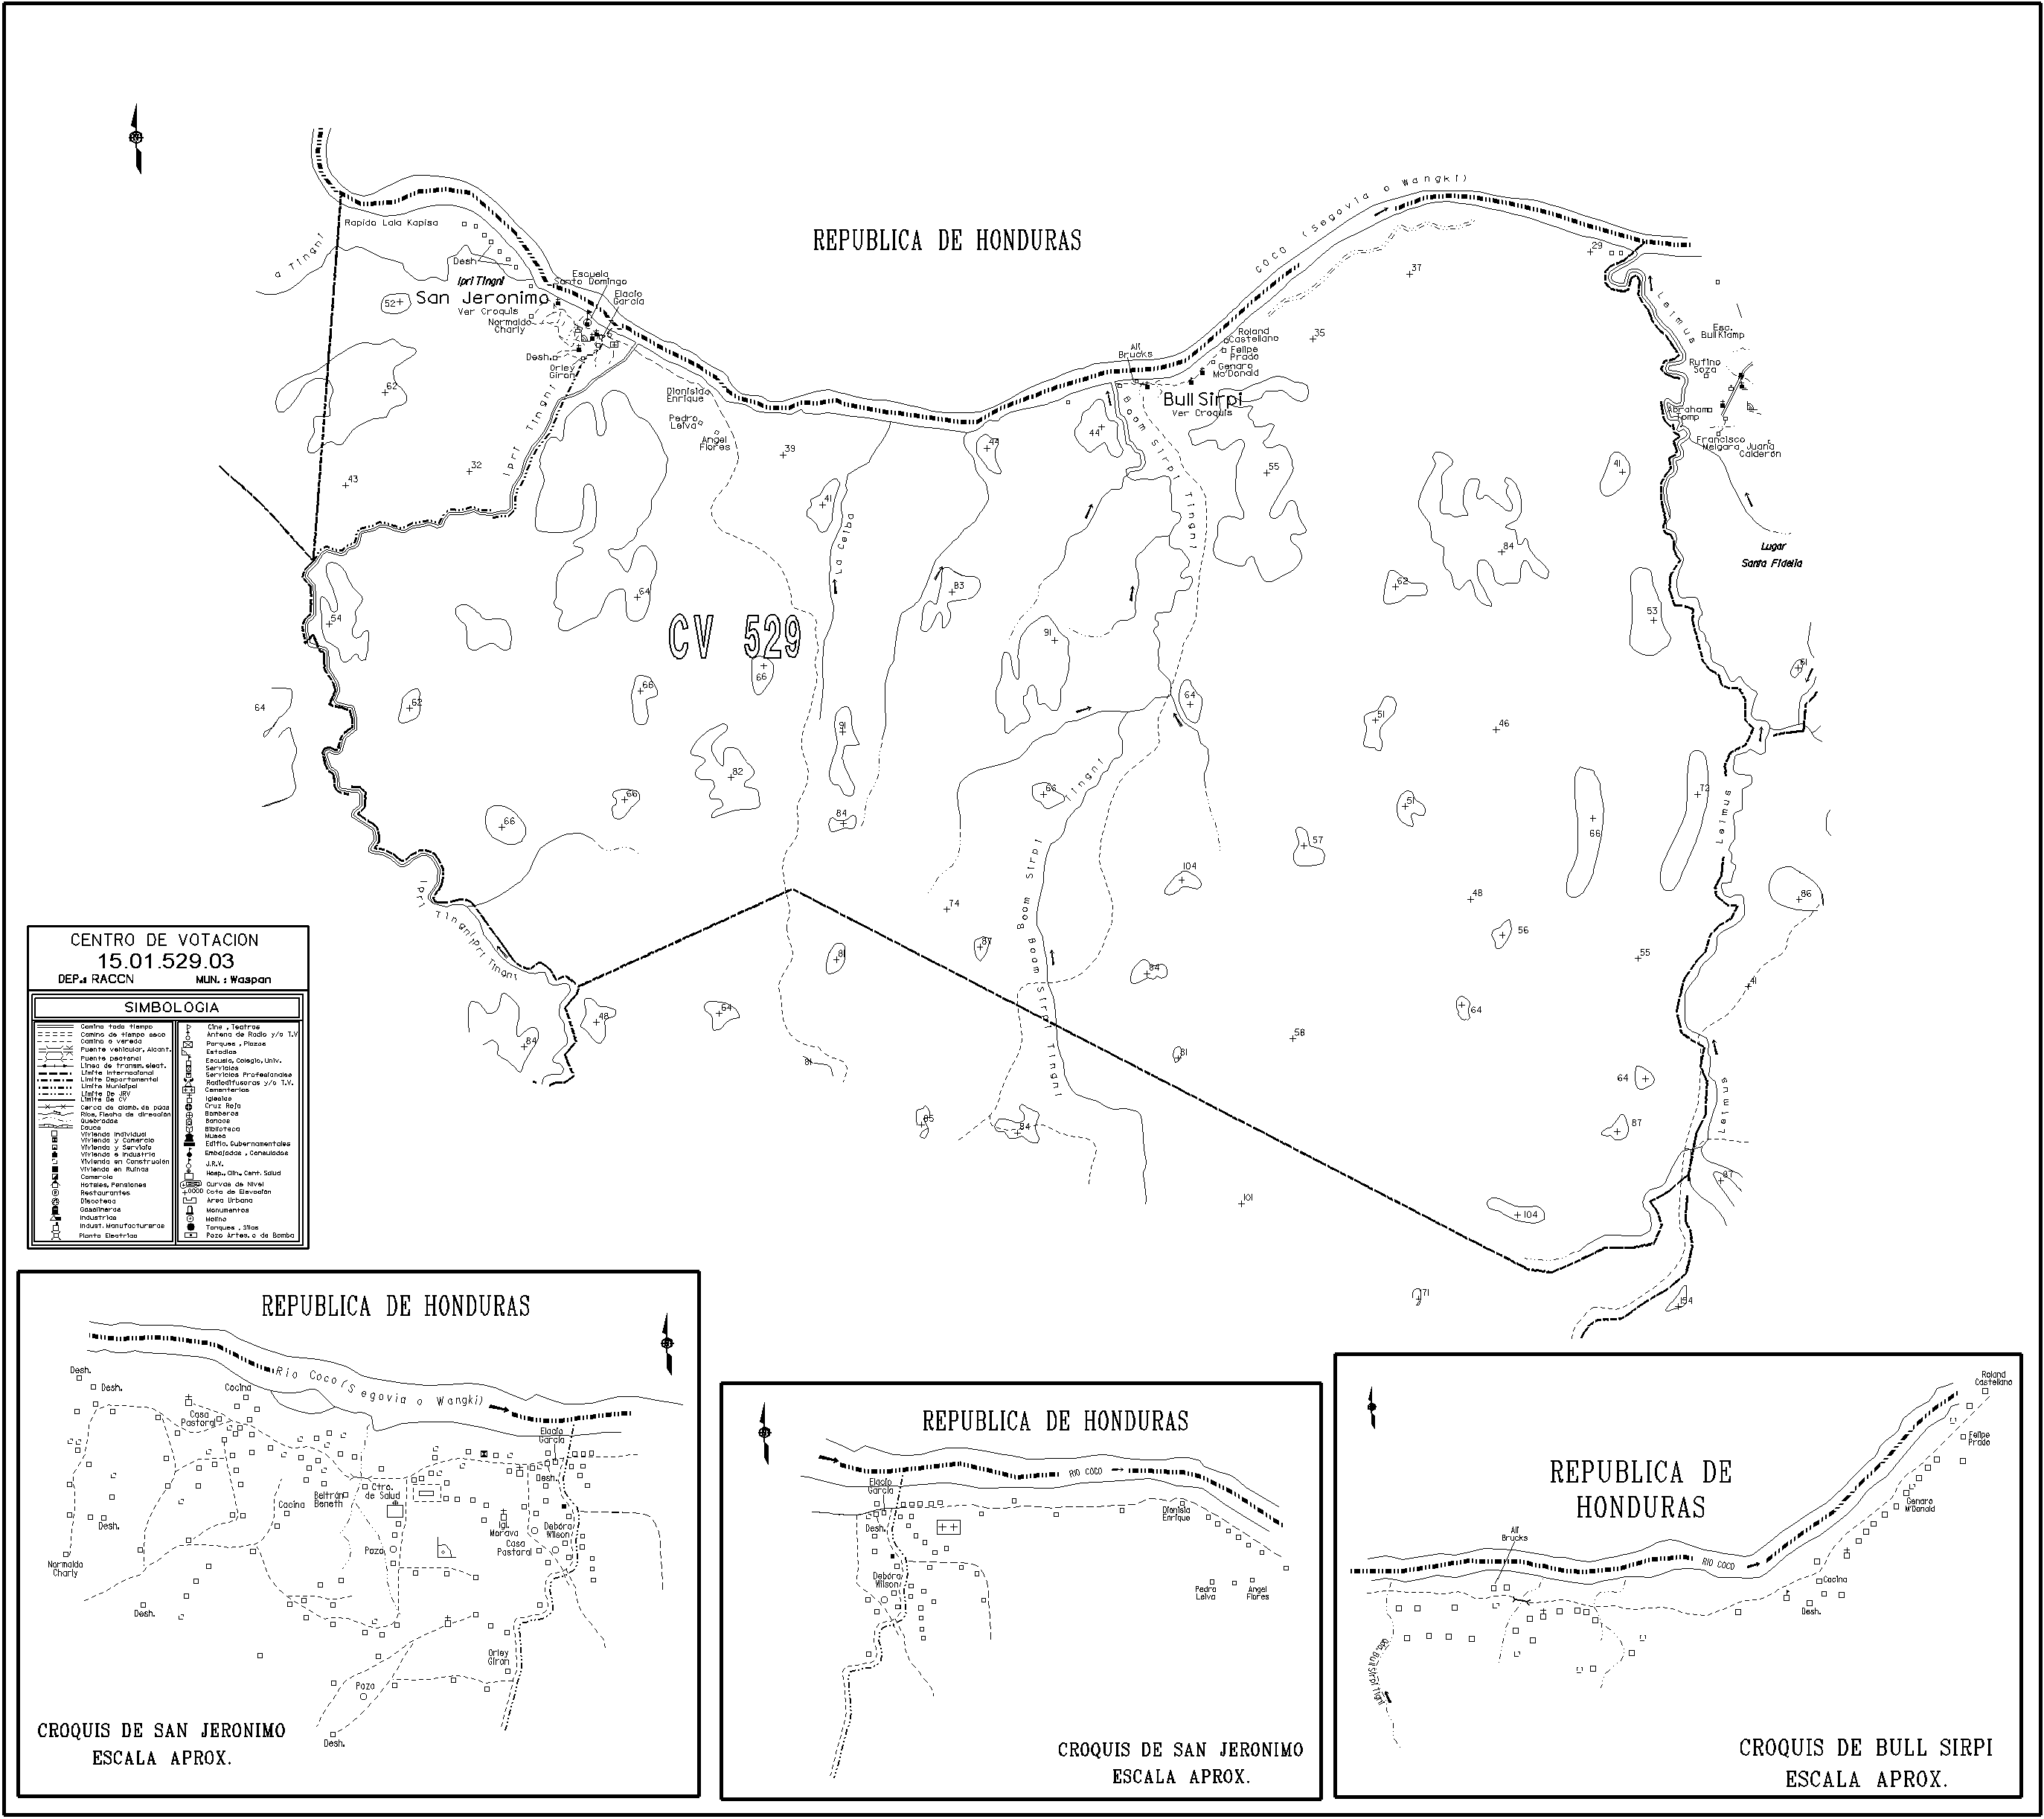 REPUBLICA DE HONDURAS
COCO (Segovia o Wangki)
Rapido Lala Kapisa
a Tingni
Desh.
Ipri Tingni
San Jeronimo
Ver Croquis
Escuela
Santo Domingo
Elacio
Garcia
Normaldo
Charly
Desh.
Orley
Giron
Ipri Tingni
Dionisida
Enrique
Pedro
Leiva
Angel
Flores
Alf
Brucks
Roland
Castellano
Felipe
Prado
Genaro
Mc'Donald
Bull Sirpi
Ver Croquis
Boom Sirpi Tingni
La Ceiba
Leimus
Esc.
Bull Kiamp
Rufino
Soza
Abrahama
Tomp
Francisco
Melgara
Juana
Calderón
Lugar
Santa Fidelia
52
62
43
32
39
44
44
41
55
35
37
29
41
84
62
53
54
64
83
91
CV 529
66
66
62
64
64
51
46
61
82
91
66
66
84
66
51
57
66
72
104
74
48
56
55
86
41
87
81
84
64
48
84
81
81
58
64
64
87
85
84
87
101
104
71
154
Tingni
Boom Sirpi
Boom Sirpi Tingni
Ipri Tingni
Ipri Tingni
Leimus
Leimus
CENTRO DE VOTACION
15.01.529.03
DEP.: RACCN MUN. : Waspan
SIMBOLOGIA
Camino todo tiempo
Camino de tiempo seco
Camino o vereda
Puente vehicular, Alcant.
Puente peatonal
Linea de transm. elect.
Limite Internacional
Limite Departamental
Limite Municipal
Limite De JRV
Limite De CV
Cerca de alamb. de púas
Rios, Flecha de dirección
Quebradas
Cauce
Vivienda Individual
Vivienda y Comercio
Vivienda y Servicio
Vivienda e Industria
Vivienda en Construcción
Vivienda en Ruinas
Comercio
Hoteles, Pensiones
Restaurantes
Discoteca
Gasolineras
Industrias
Indust. Manufactureras
Planta Electrica
Cine , Teatros
Antena de Radio y/o T.V
Parques , Plazas
Estadios
Escuela, Colegio, Univ.
Servicios
Servicios Profesionales
Radiodifusoras y/o T.V.
Cementerios
Iglesias
Cruz Roja
Bomberos
Bancos
Biblioteca
Museo
Edific. Gubernamentales
Embajadas , Consulados
J.R.V.
Hosp., Clin., Cent. Salud
Curvas de Nivel
Cota de Elevación
Area Urbana
Monumentos
Molino
Tanques , Silos
Pozo Artes. o de Bomba
REPUBLICA DE HONDURAS
Rio Coco (Segovia o Wangki)
Desh.
Desh.
Cocina
Casa
Pastoral
Elacio
Garcia
Desh.
Beltrán
Beneth
Ctro.
de Salud
Cocina
Desh.
Igl.
Morava
Debóra
Wilson
Casa
Pastoral
Pozo
Normaldo
Charly
Desh.
Orley
Giron
Pozo
Desh.
CROQUIS DE SAN JERONIMO
ESCALA APROX.
REPUBLICA DE HONDURAS
RIO COCO
Elacio
Garcia
Desh.
Dionisia
Enrique
Debóra
Wilson
Pedro
Leiva
Angel
Flores
CROQUIS DE SAN JERONIMO
ESCALA APROX.
REPUBLICA DE
HONDURAS
Roland
Castellano
Felipe
Prado
Genaro
M'Donald
Alf
Brucks
RIO COCO
Cocina
Desh.
CROQUIS DE BULL SIRPI
ESCALA APROX.